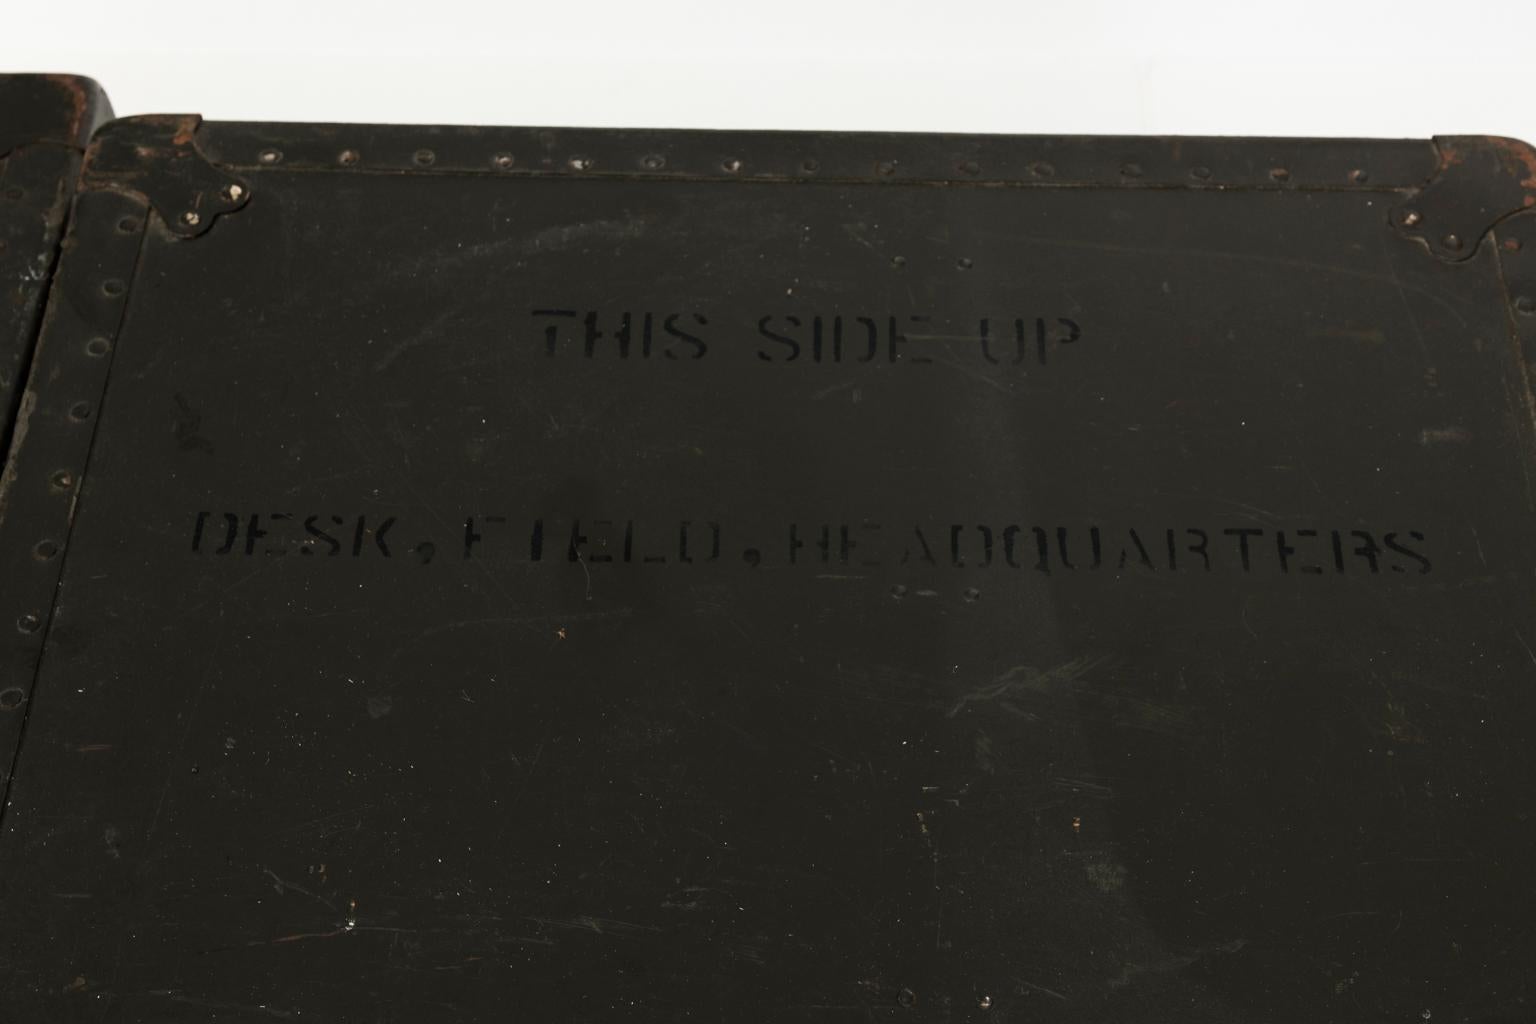 THIS SIDE UP
DESK, FIELD, HEADQUARTERS